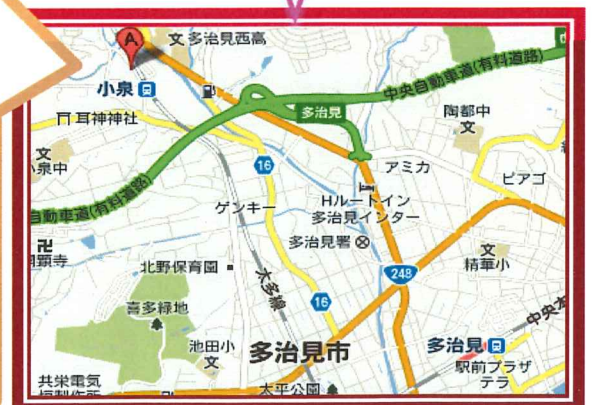 A
文 多治見西高
小泉
中央自動車道(有料道路)
多治見
耳神神社
陶都中
文
文
小泉中
16
アミカ
ピアゴ
Hルートイン
多治見インター
自動車道(有料道路)
ゲンキー
多治見署
248
文
精華小
北野保育園
太多線
喜多緑地
16
池田小
文
多治見市
多治見
中央本
駅前プラザ
テラ
共栄電気
太平公園